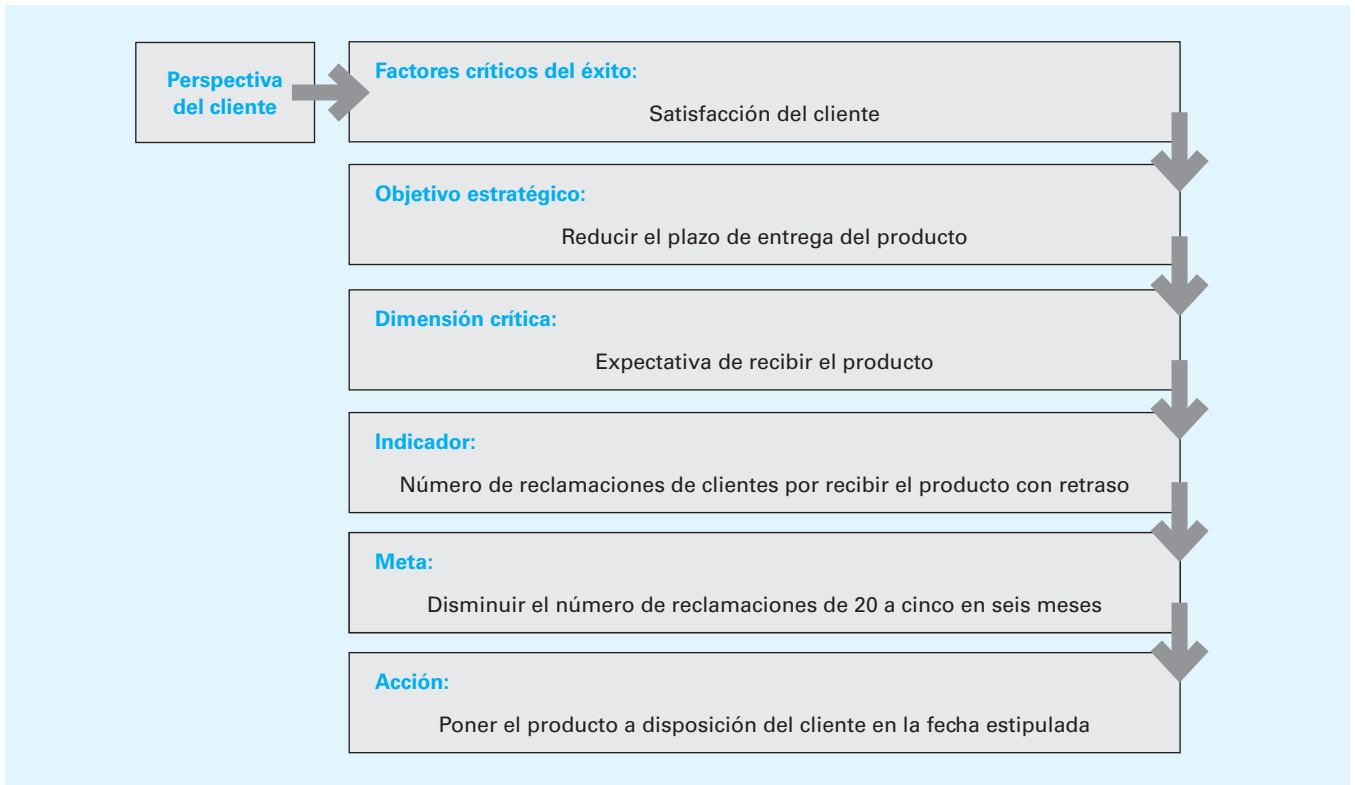 Perspectiva
del cliente
Factores críticos del éxito:
Satisfacción del cliente
Objetivo estratégico:
Reducir el plazo de entrega del producto
Dimensión crítica:
Expectativa de recibir el producto
Indicador:
Número de reclamaciones de clientes por recibir el producto con retraso
Meta:
Disminuir el número de reclamaciones de 20 a cinco en seis meses
Acción:
Poner el producto a disposición del cliente en la fecha estipulada